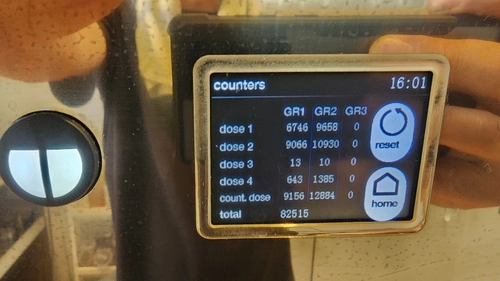 counters 16:01
GR1 GR2 GR3
dose 1 6746 9658 0
dose 2 9066 10930 0
dose 3 13 10 0
dose 4 643 1385 0
count. dose 9156 12884 0
total 82515
reset
home